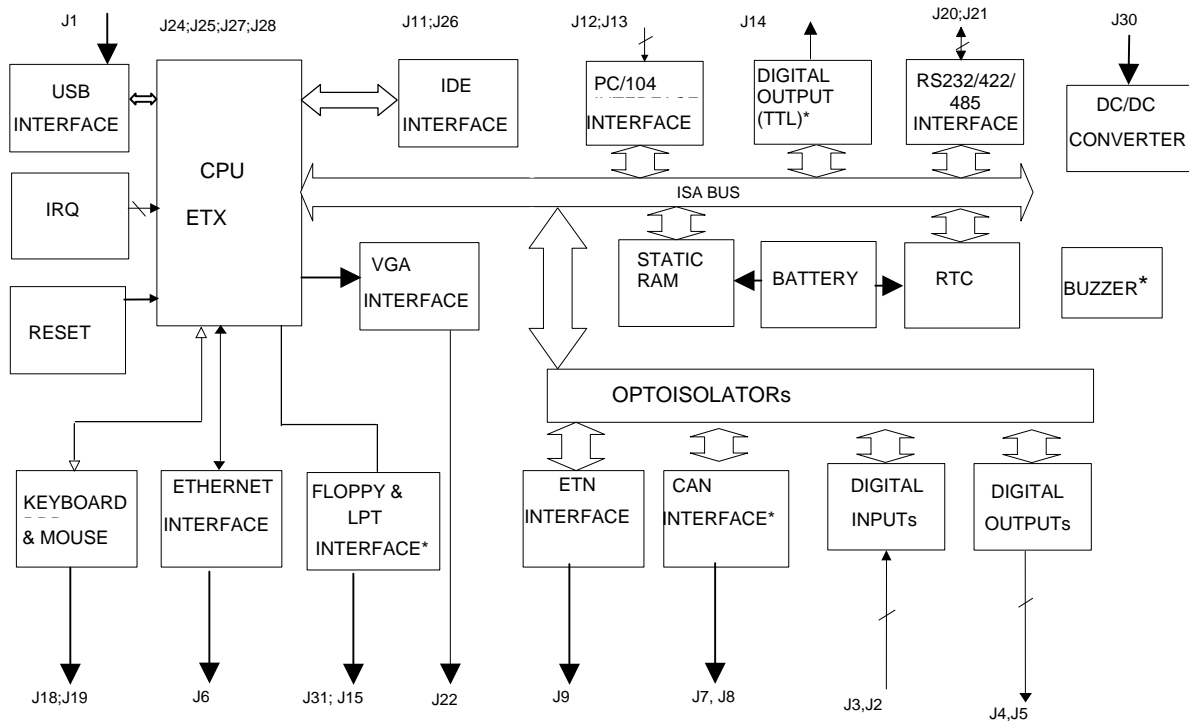 J1
J24;J25;J27;J28
J11;J26
J12;J13
J14
J20;J21
J30
USB
INTERFACE
IDE
INTERFACE
PC/104
INTERFACE
DIGITAL
OUTPUT
(TTL)*
RS232/422/
485
INTERFACE
DC/DC
CONVERTER
CPU
ETX
IRQ
ISA BUS
RESET
VGA
INTERFACE
STATIC
RAM
BATTERY
RTC
BUZZER*
OPTOISOLATORs
KEYBOARD
& MOUSE
ETHERNET
INTERFACE
FLOPPY &
LPT
INTERFACE*
ETN
INTERFACE
CAN
INTERFACE*
DIGITAL
INPUTs
DIGITAL
OUTPUTs
J18;J19
J6
J31; J15
J22
J9
J7, J8
J3,J2
J4,J5